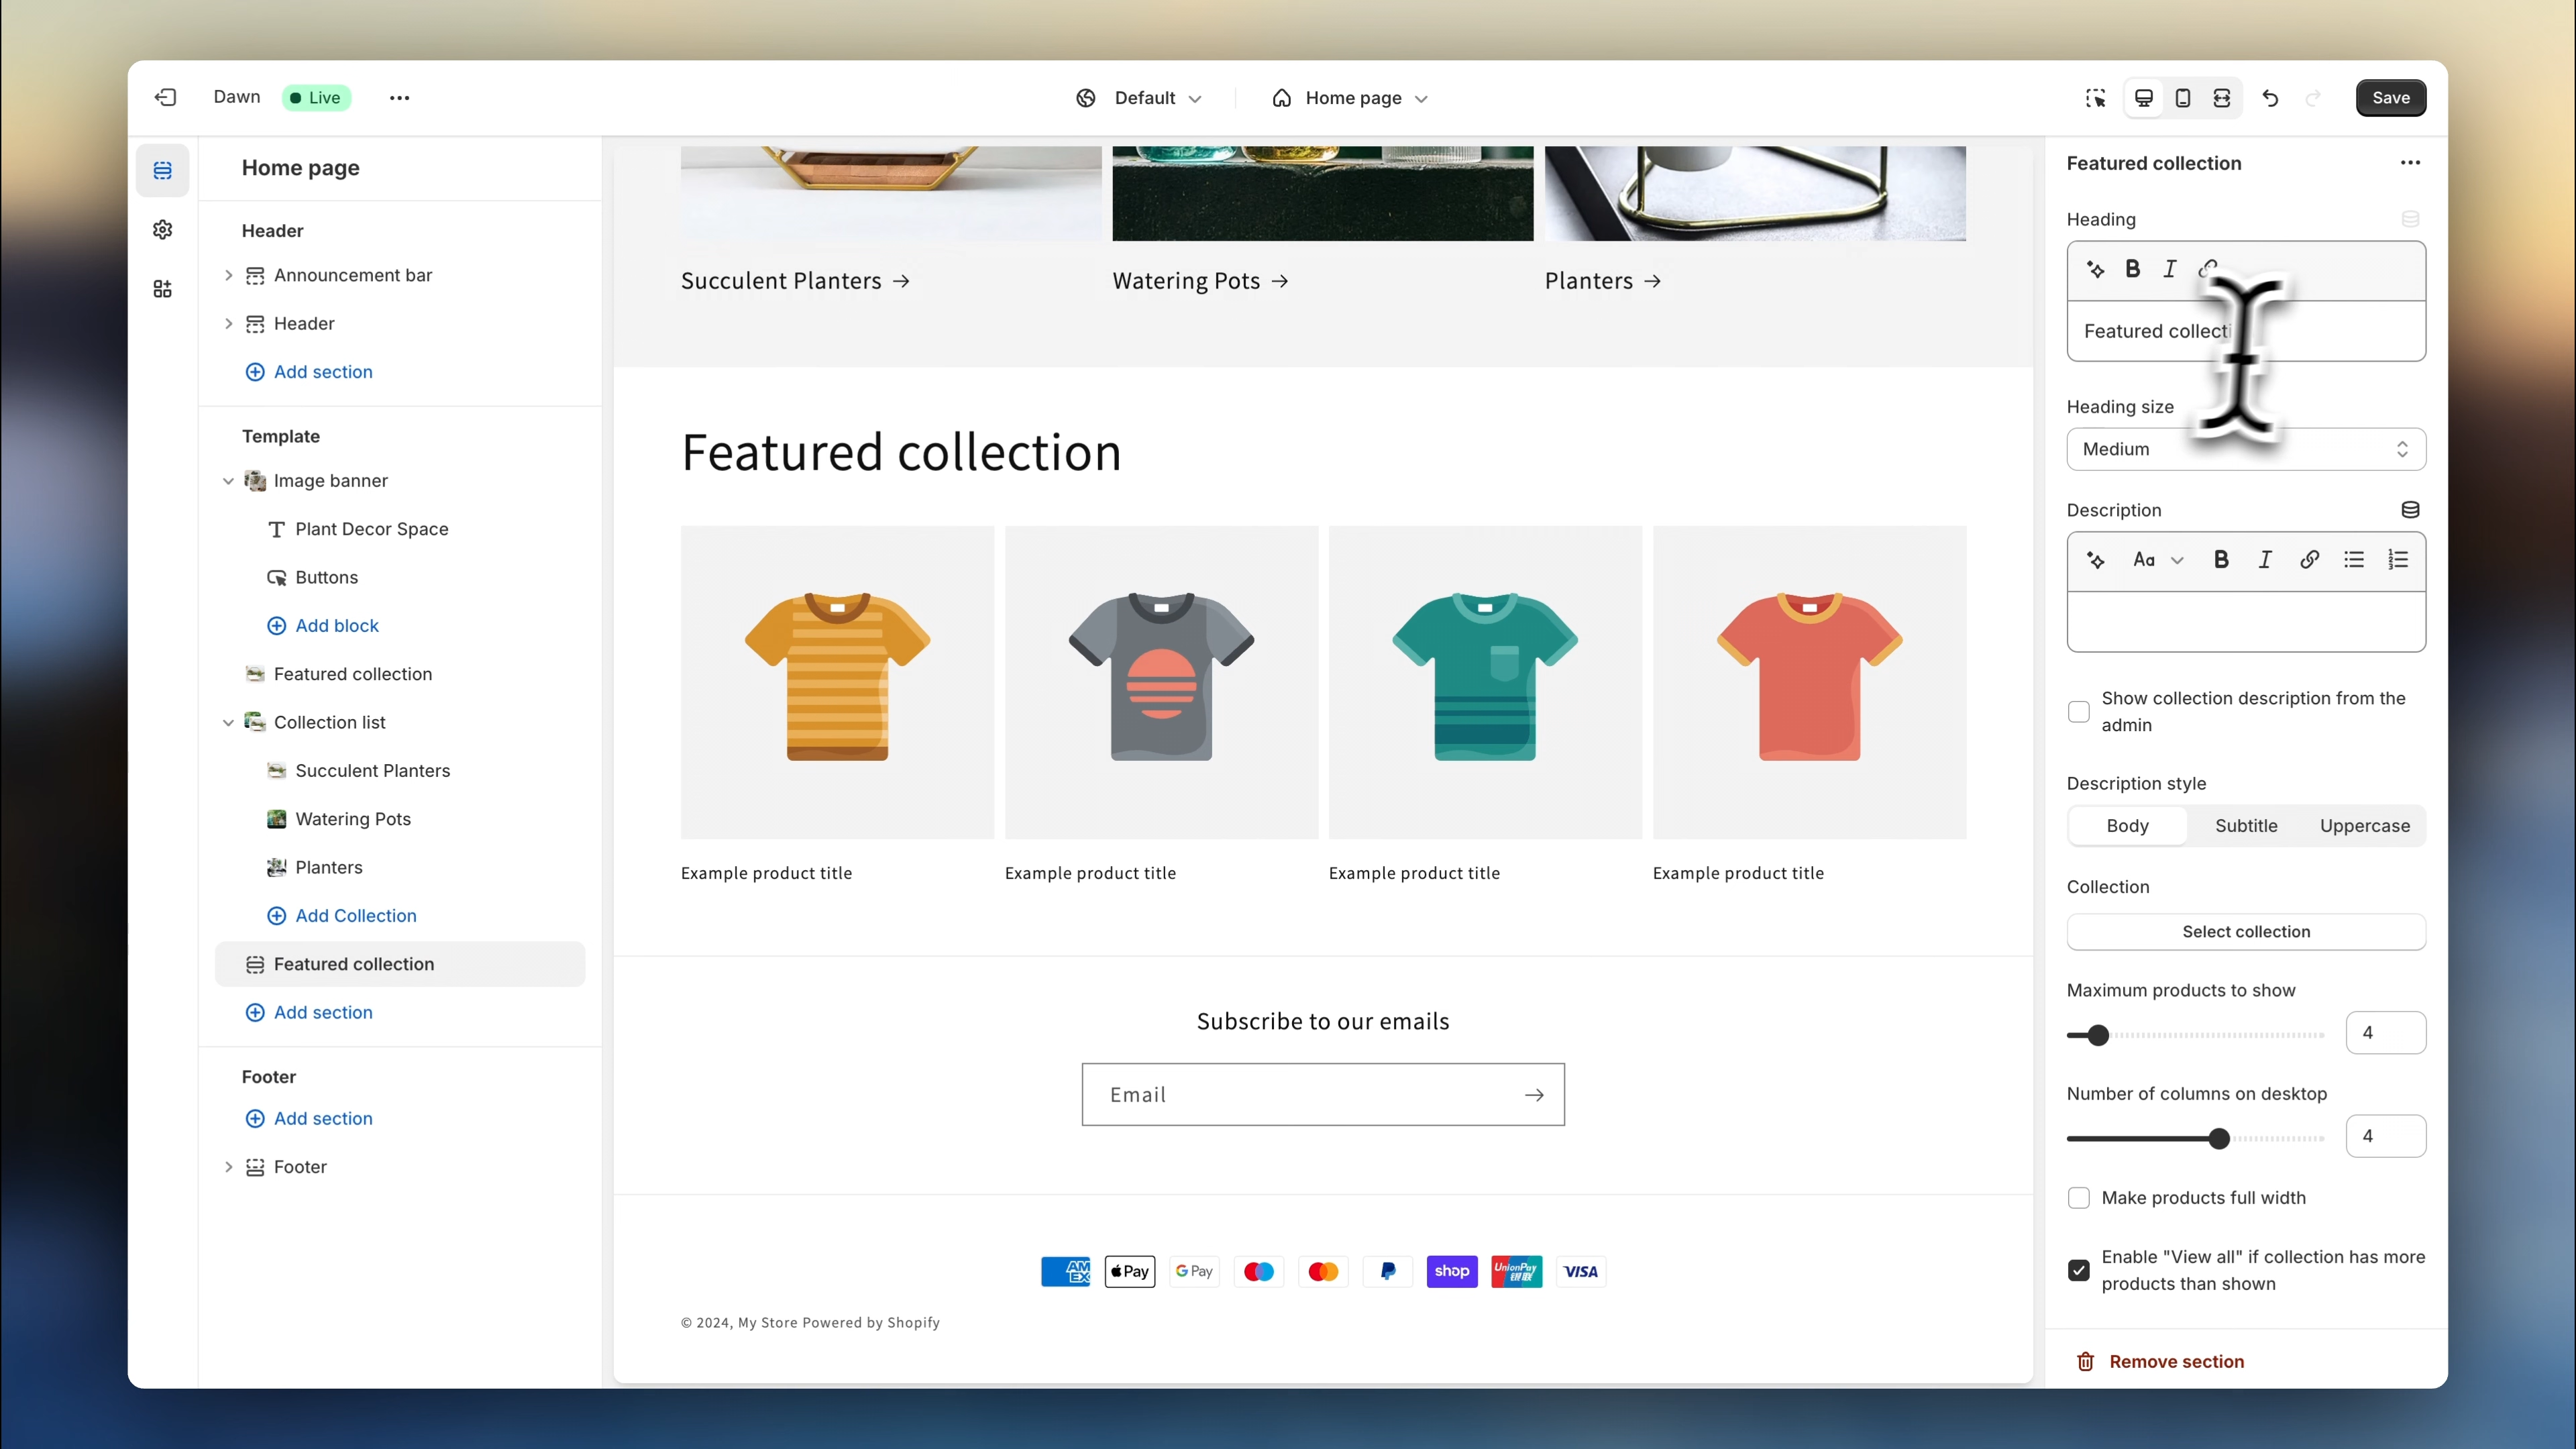 Dawn
Live
Default
Home page
Save
Home page
Header
Announcement bar
Header
Add section
Template
Image banner
Plant Decor Space
Buttons
Add block
Featured collection
Collection list
Succulent Planters
Watering Pots
Planters
Add Collection
Featured collection
Add section
Footer
Add section
Footer
Succulent Planters →
Watering Pots →
Planters →
Featured collection
Example product title
Example product title
Example product title
Example product title
Subscribe to our emails
Email
AM
EX
Pay
G Pay
shop
UnionPay
银联
VISA
© 2024, My Store Powered by Shopify
Featured collection
Heading
B I
Featured collecti
Heading size
Medium
Description
Aa B I
Show collection description from the
admin
Description style
Body Subtitle Uppercase
Collection
Select collection
Maximum products to show
4
Number of columns on desktop
4
Make products full width
Enable "View all" if collection has more
products than shown
Remove section